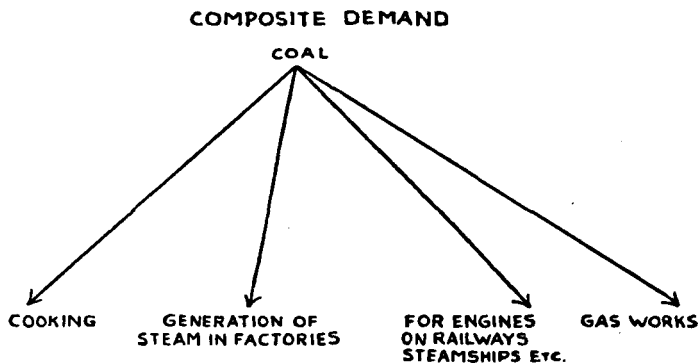 COMPOSITE DEMAND
COAL
COOKING
GENERATION OF
STEAM IN FACTORIES
FOR ENGINES
ON RAILWAYS
STEAMSHIPS ETC.
GAS WORKS